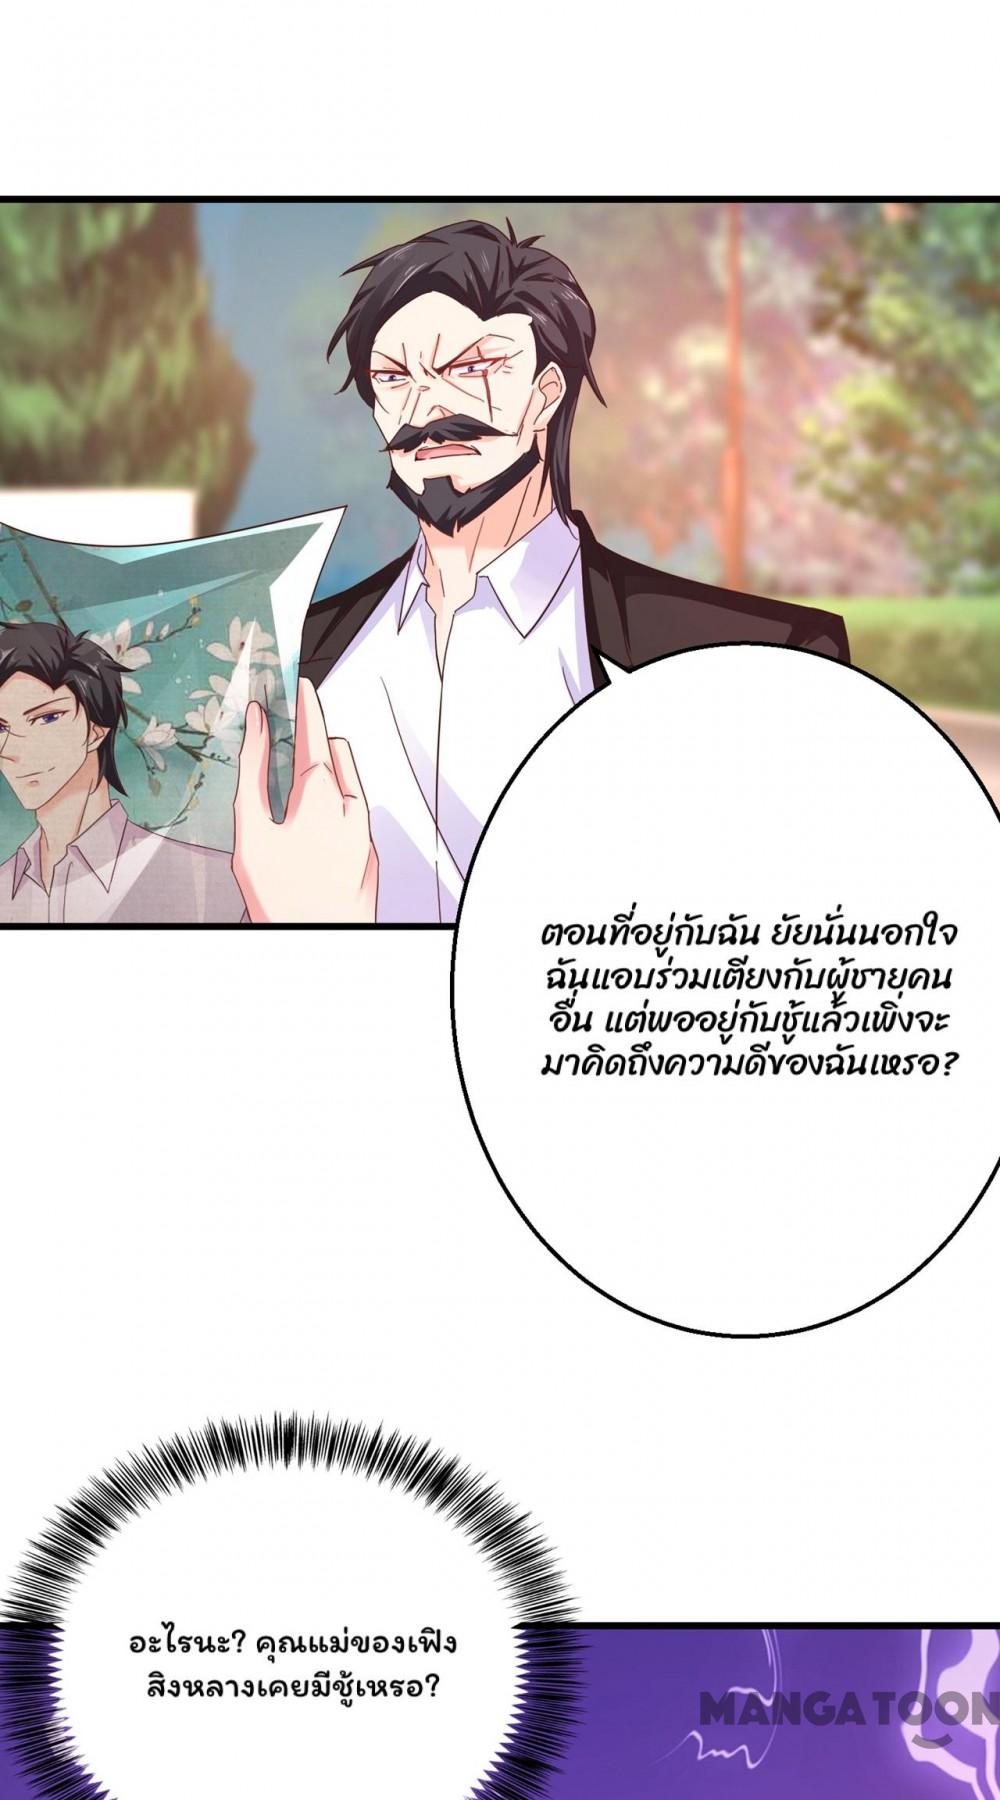 ตอนที่อยู่กับฉัน ยัยนั่นนอกใจ
ฉันแอบร่วมเตียงกับผู้ชายคน
อื่น แต่พออยู่กับชู้แล้วเพิ่งจะ
มาคิดถึงความดีของฉันเหรอ?
อะไรนะ? คุณแม่ของเฟิง
สิงหลางเคยมีชู้เหรอ?
MANGATOON